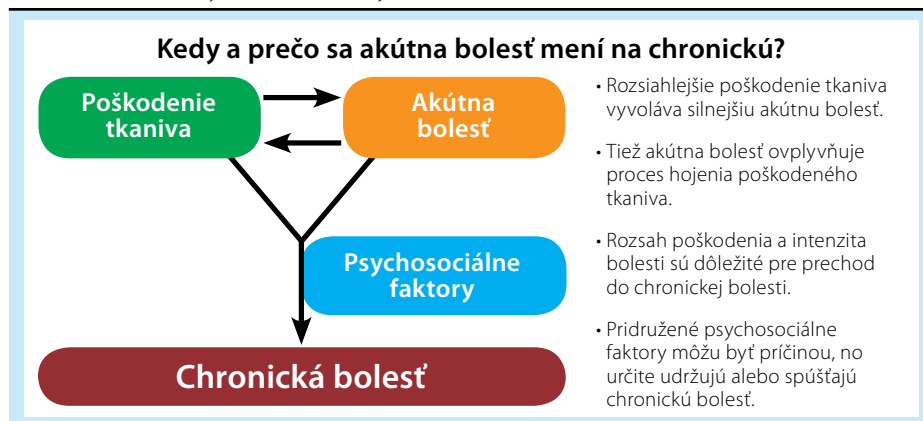 Kedy a prečo sa akútna bolesť mení na chronickú?
Poškodenie
tkaniva
Akútna
bolesť
Psychosociálne
faktory
Chronická bolesť
• Rozsiahlejšie poškodenie tkaniva
vyvoláva silnejšiu akútnu bolesť.
• Tiež akútna bolesť ovplyvňuje
proces hojenia poškodeného
tkaniva.
• Rozsah poškodenia a intenzita
bolesti sú dôležité pre prechod
do chronickej bolesti.
• Pridružené psychosociálne
faktory môžu byť príčinou, no
určite udržujú alebo spúšťajú
chronickú bolesť.